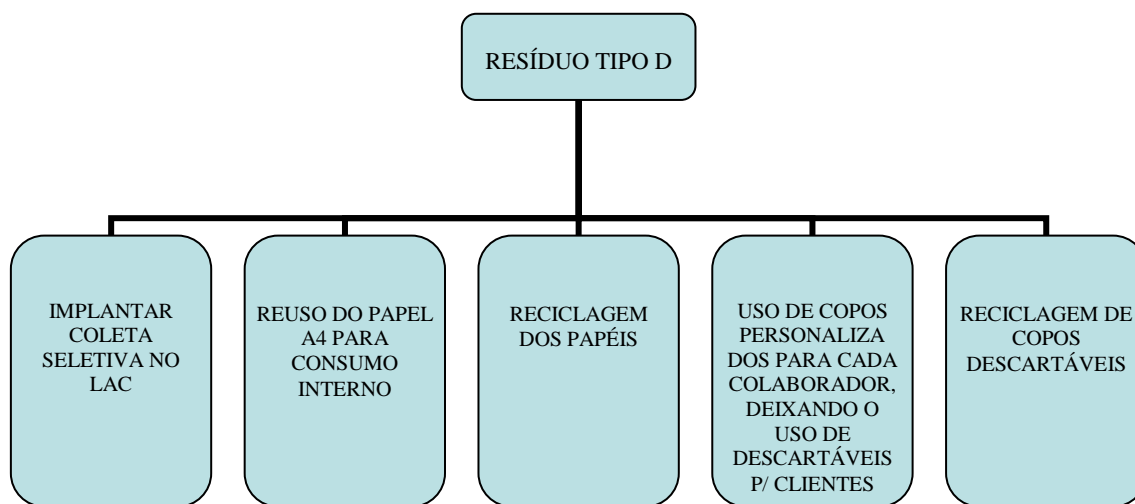 RESÍDUO TIPO D
IMPLANTAR
COLETA
SELETIVA NO
LAC
REUSO DO PAPEL
A4 PARA
CONSUMO
INTERNO
RECICLAGEM
DOS PAPÉIS
USO DE COPOS
PERSONALIZA
DOS PARA CADA
COLABORADOR,
DEIXANDO O
USO DE
DESCARTÁVEIS
P/ CLIENTES
RECICLAGEM DE
COPOS
DESCARTÁVEIS